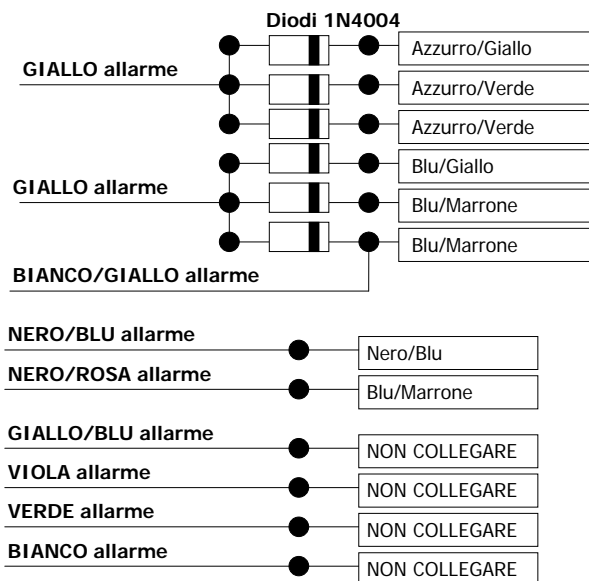 Diodi 1N4004
Azzurro/Giallo
GIALLO allarme
Azzurro/Verde
Azzurro/Verde
Blu/Giallo
GIALLO allarme
Blu/Marrone
Blu/Marrone
BIANCO/GIALLO allarme
NERO/BLU allarme
Nero/Blu
NERO/ROSA allarme
Blu/Marrone
GIALLO/BLU allarme
NON COLLEGARE
VIOLA allarme
NON COLLEGARE
VERDE allarme
NON COLLEGARE
BIANCO allarme
NON COLLEGARE